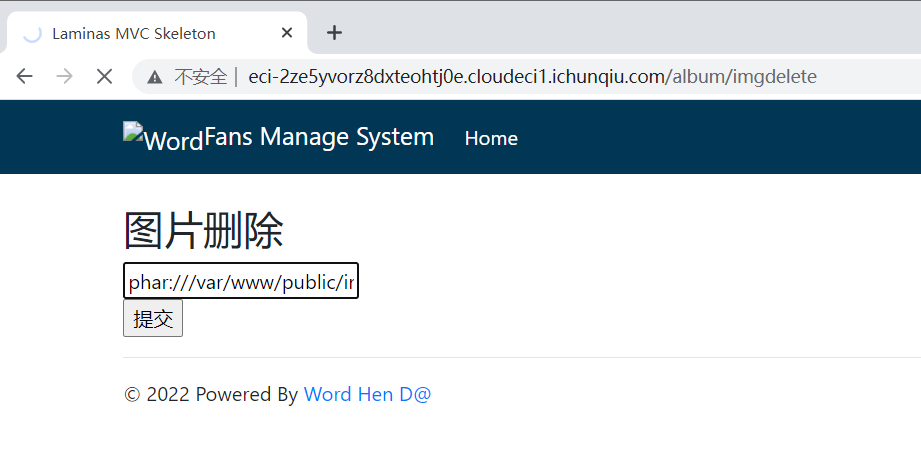 Laminas MVC Skeleton
不安全 | eci-2ze5yvorz8dxteohtj0e.cloudeci1.ichunqiu.com/album/imgdelete
WordFans Manage System Home
图片删除
phar:///var/www/public/ir
提交
© 2022 Powered By Word Hen D@